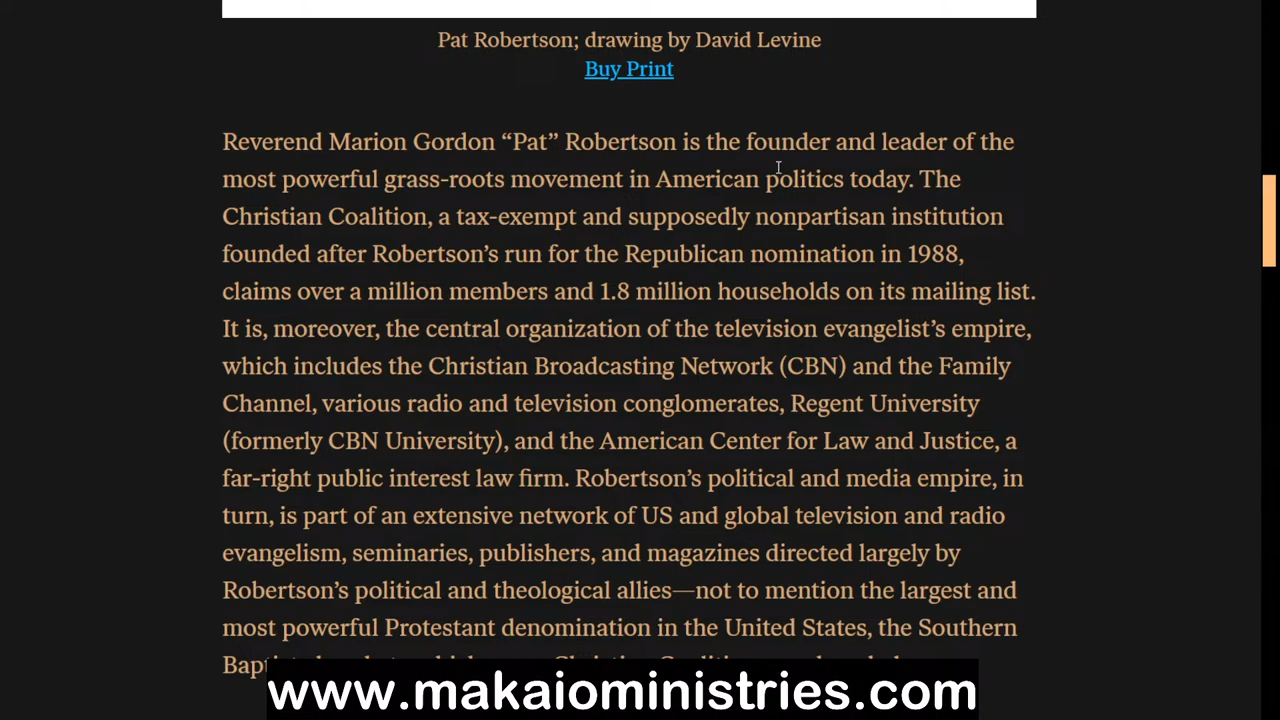 Pat Robertson; drawing by David Levine
Buy Print
Reverend Marion Gordon “Pat” Robertson is the founder and leader of the
most powerful grass-roots movement in American politics today. The
Christian Coalition, a tax-exempt and supposedly nonpartisan institution
founded after Robertson’s run for the Republican nomination in 1988,
claims over a million members and 1.8 million households on its mailing list.
It is, moreover, the central organization of the television evangelist’s empire,
which includes the Christian Broadcasting Network (CBN) and the Family
Channel, various radio and television conglomerates, Regent University
(formerly CBN University), and the American Center for Law and Justice, a
far-right public interest law firm. Robertson’s political and media empire, in
turn, is part of an extensive network of US and global television and radio
evangelism, seminaries, publishers, and magazines directed largely by
Robertson’s political and theological allies—not to mention the largest and
most powerful Protestant denomination in the United States, the Southern
www.makaiominiistries.com